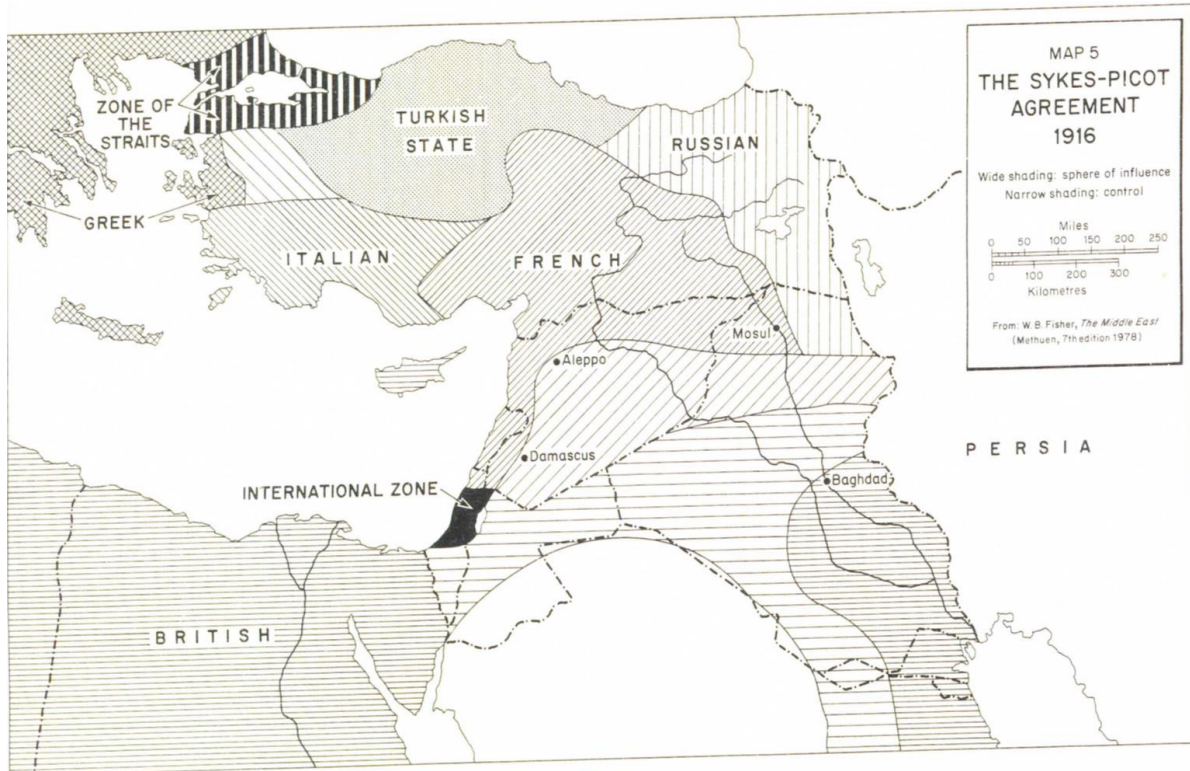 MAP 5
THE SYKES-PICOT
AGREEMENT
1916
Wide shading: sphere of influence
Narrow shading: control
Miles
0 50 100 150 200 250
0 100 200 300
Kilometres
From: W. B. Fisher, The Middle East
(Methuen, 7th edition 1978)
ZONE OF
THE
STRAITS
TURKISH
STATE
RUSSIAN
GREEK
ITALIAN
FRENCH
Mosul
Aleppo
Damascus
PERSIA
INTERNATIONAL ZONE
Baghdad
BRITISH